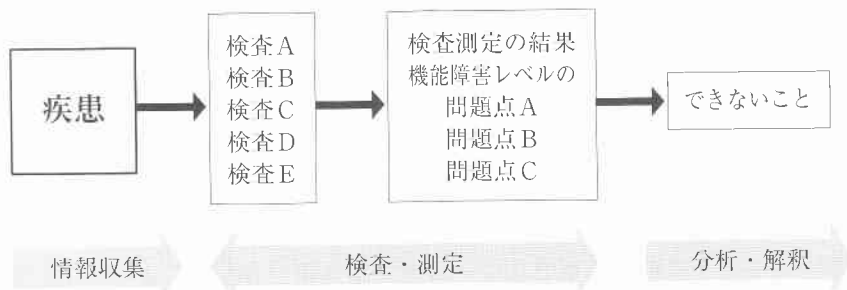 疾患
検査A
検査B
検査C
検査D
検査E
検査測定の結果
機能障害レベルの
問題点A
問題点B
問題点C
できないこと
情報収集
検査・測定
分析・解釈